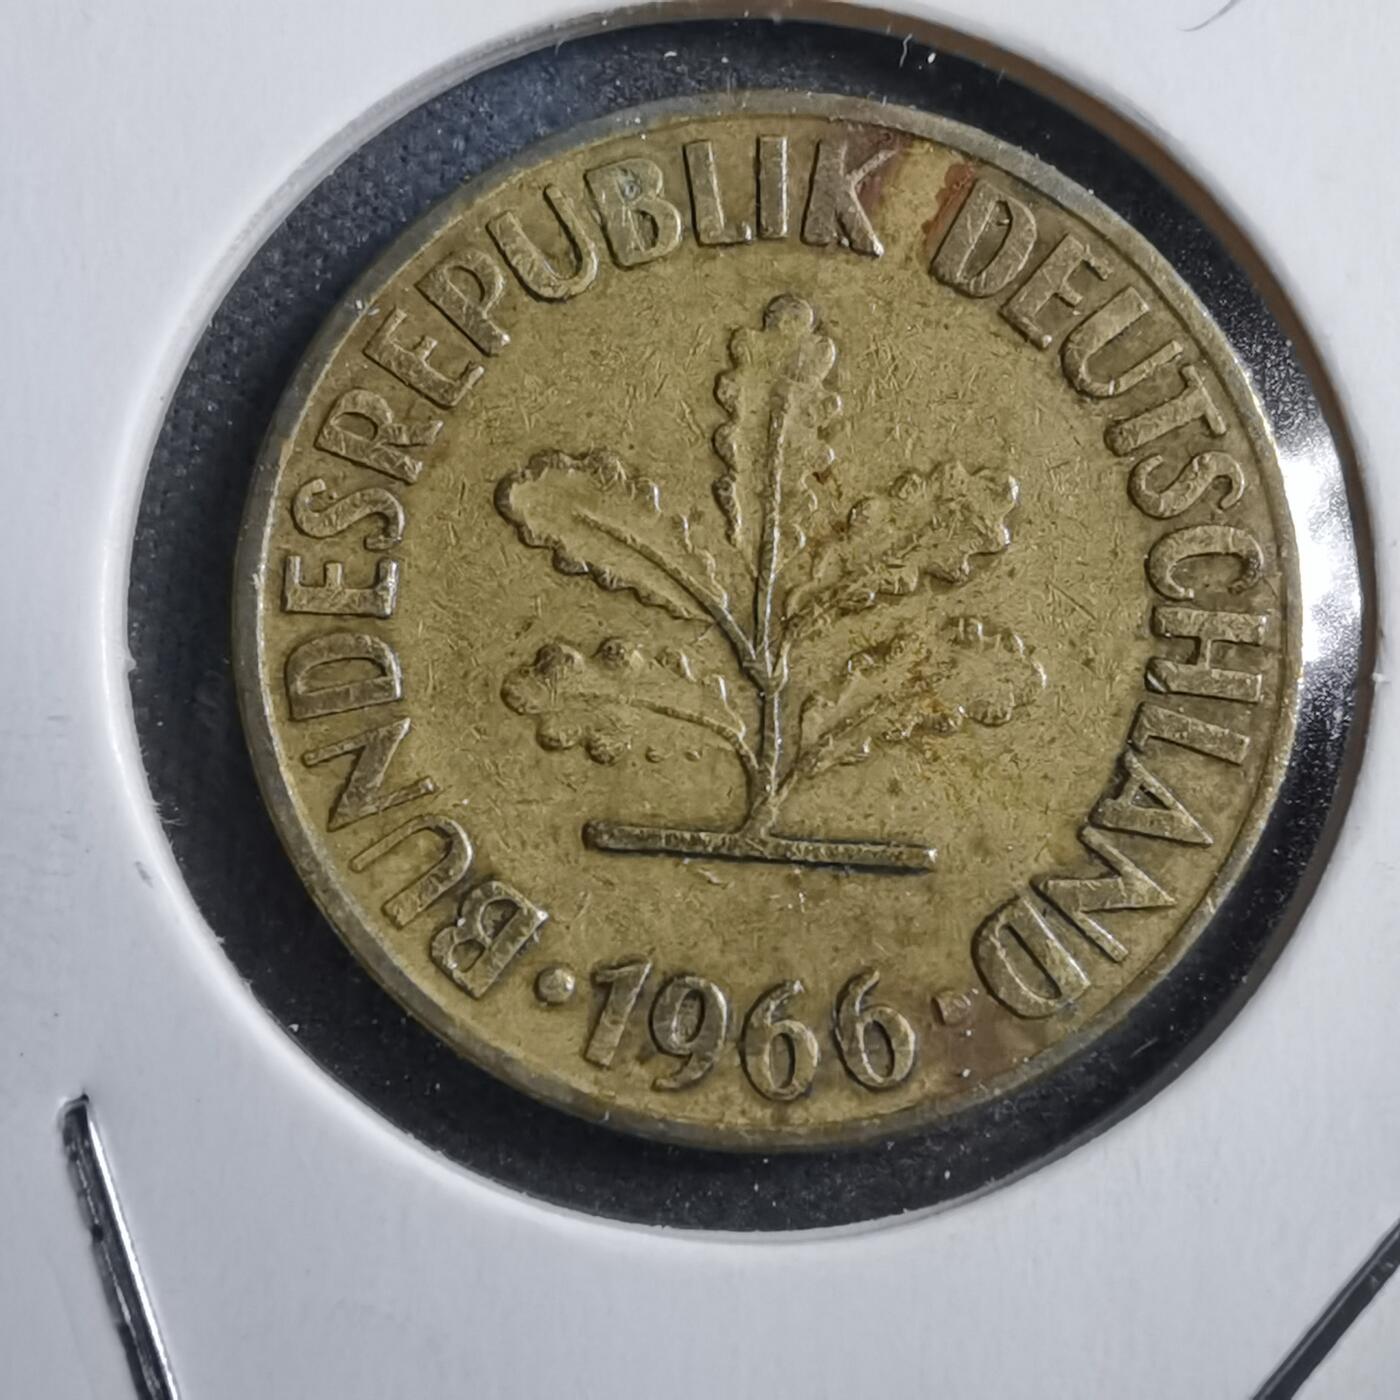 BUNDESREPUBLIK DEUTSCHLAND
· 1966 ·